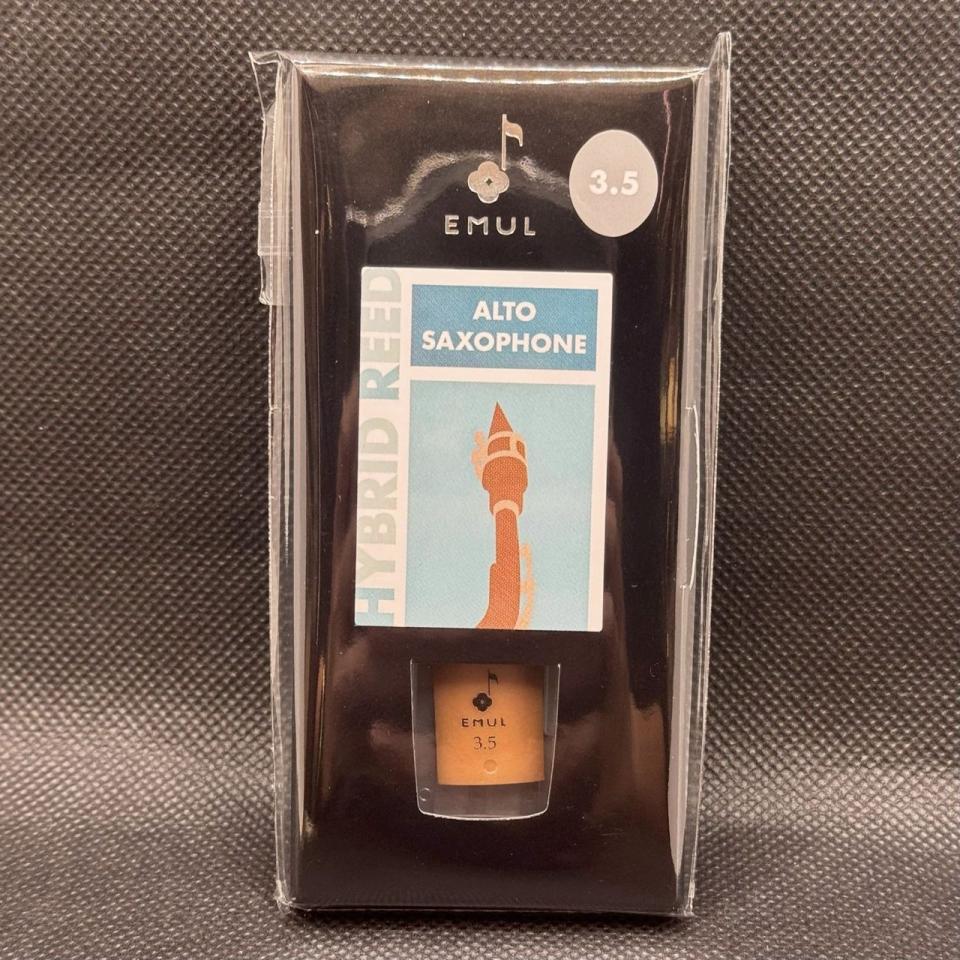 EMUL
3.5
HYBRID REED
ALTO
SAXOPHONE
EMUL
3.5